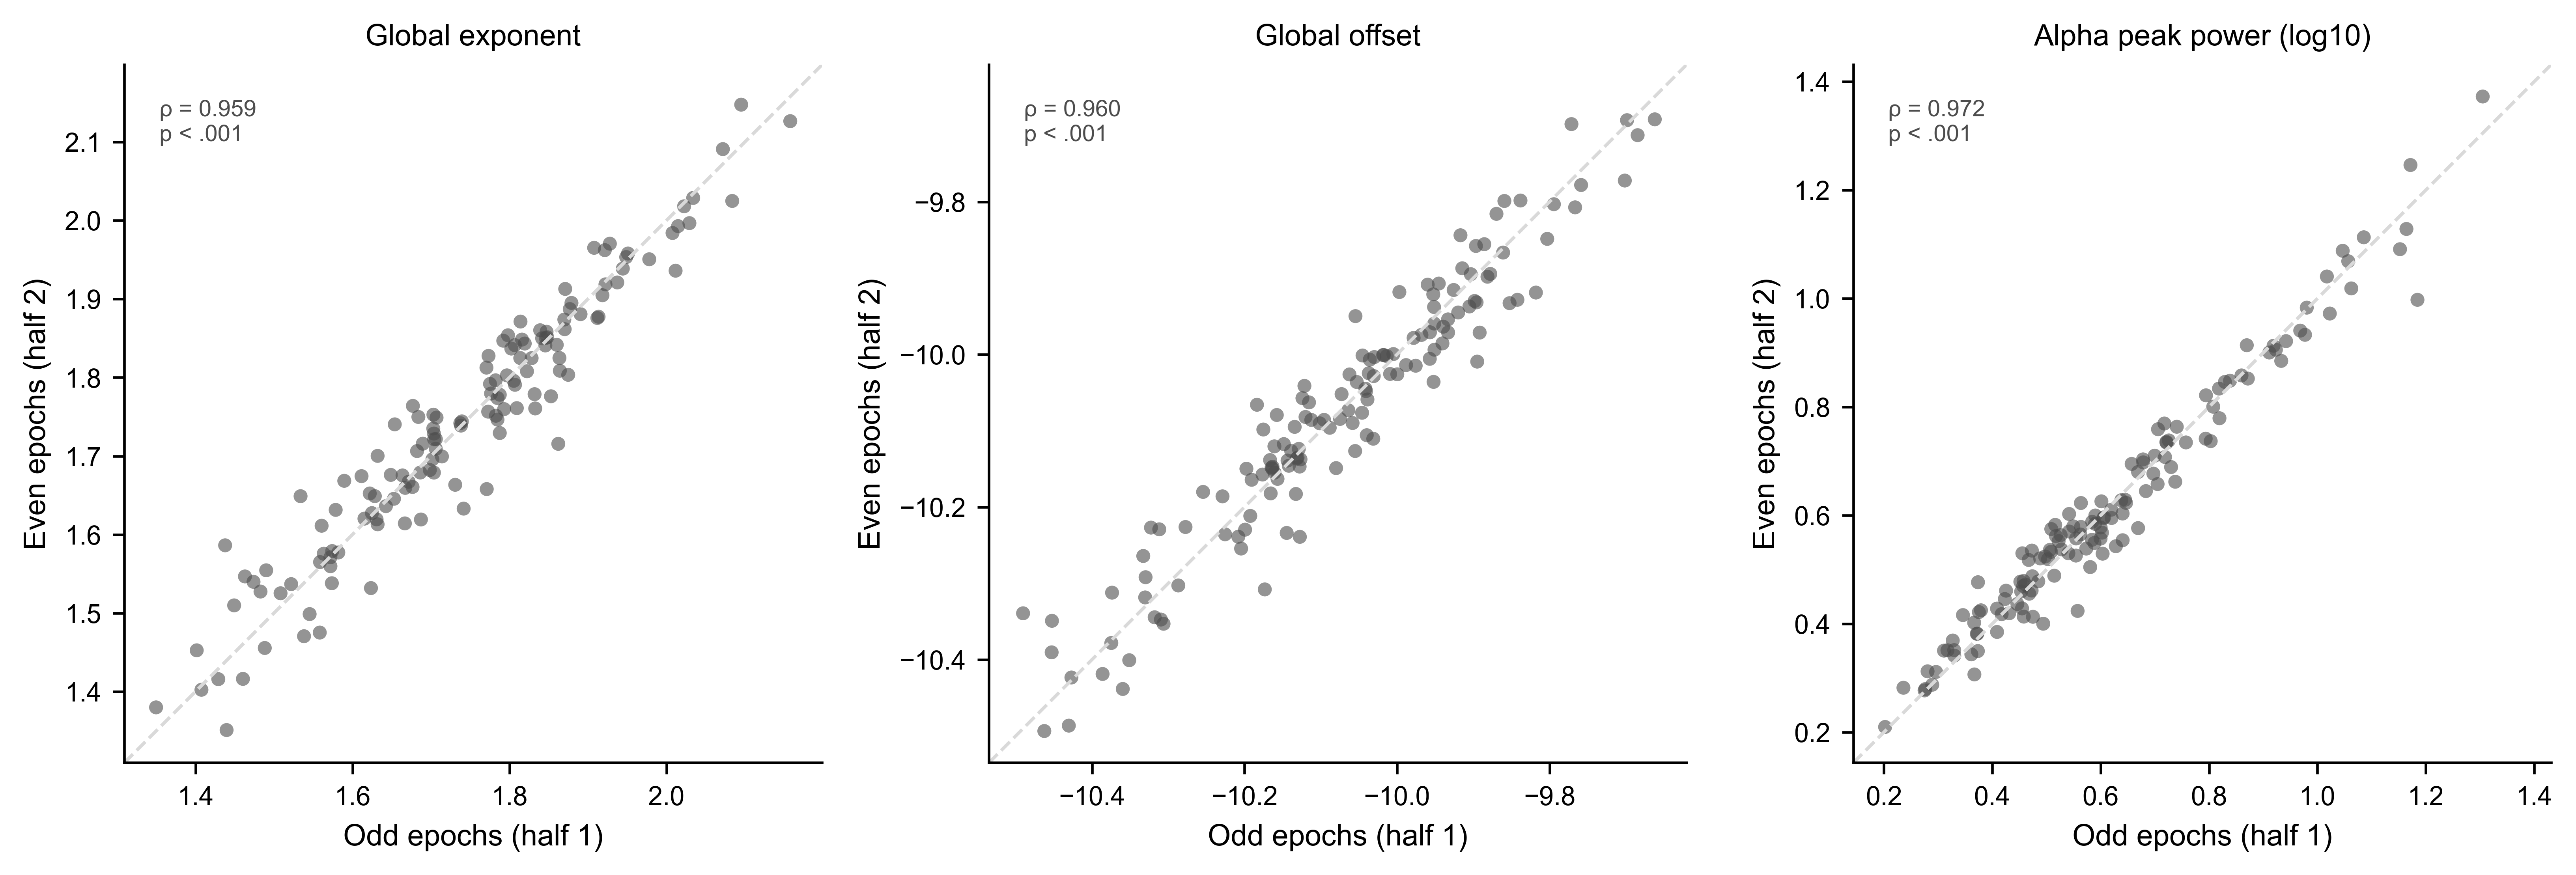 Global exponent
ρ = 0.959
p < .001
2.1
2.0
1.9
1.8
1.7
1.6
1.5
1.4
Even epochs (half 2)
1.4 1.6 1.8 2.0
Odd epochs (half 1)
Global offset
ρ = 0.960
p < .001
−9.8
−10.0
−10.2
−10.4
Even epochs (half 2)
−10.4 −10.2 −10.0 −9.8
Odd epochs (half 1)
Alpha peak power (log10)
ρ = 0.972
p < .001
1.4
1.2
1.0
0.8
0.6
0.4
0.2
Even epochs (half 2)
0.2 0.4 0.6 0.8 1.0 1.2 1.4
Odd epochs (half 1)